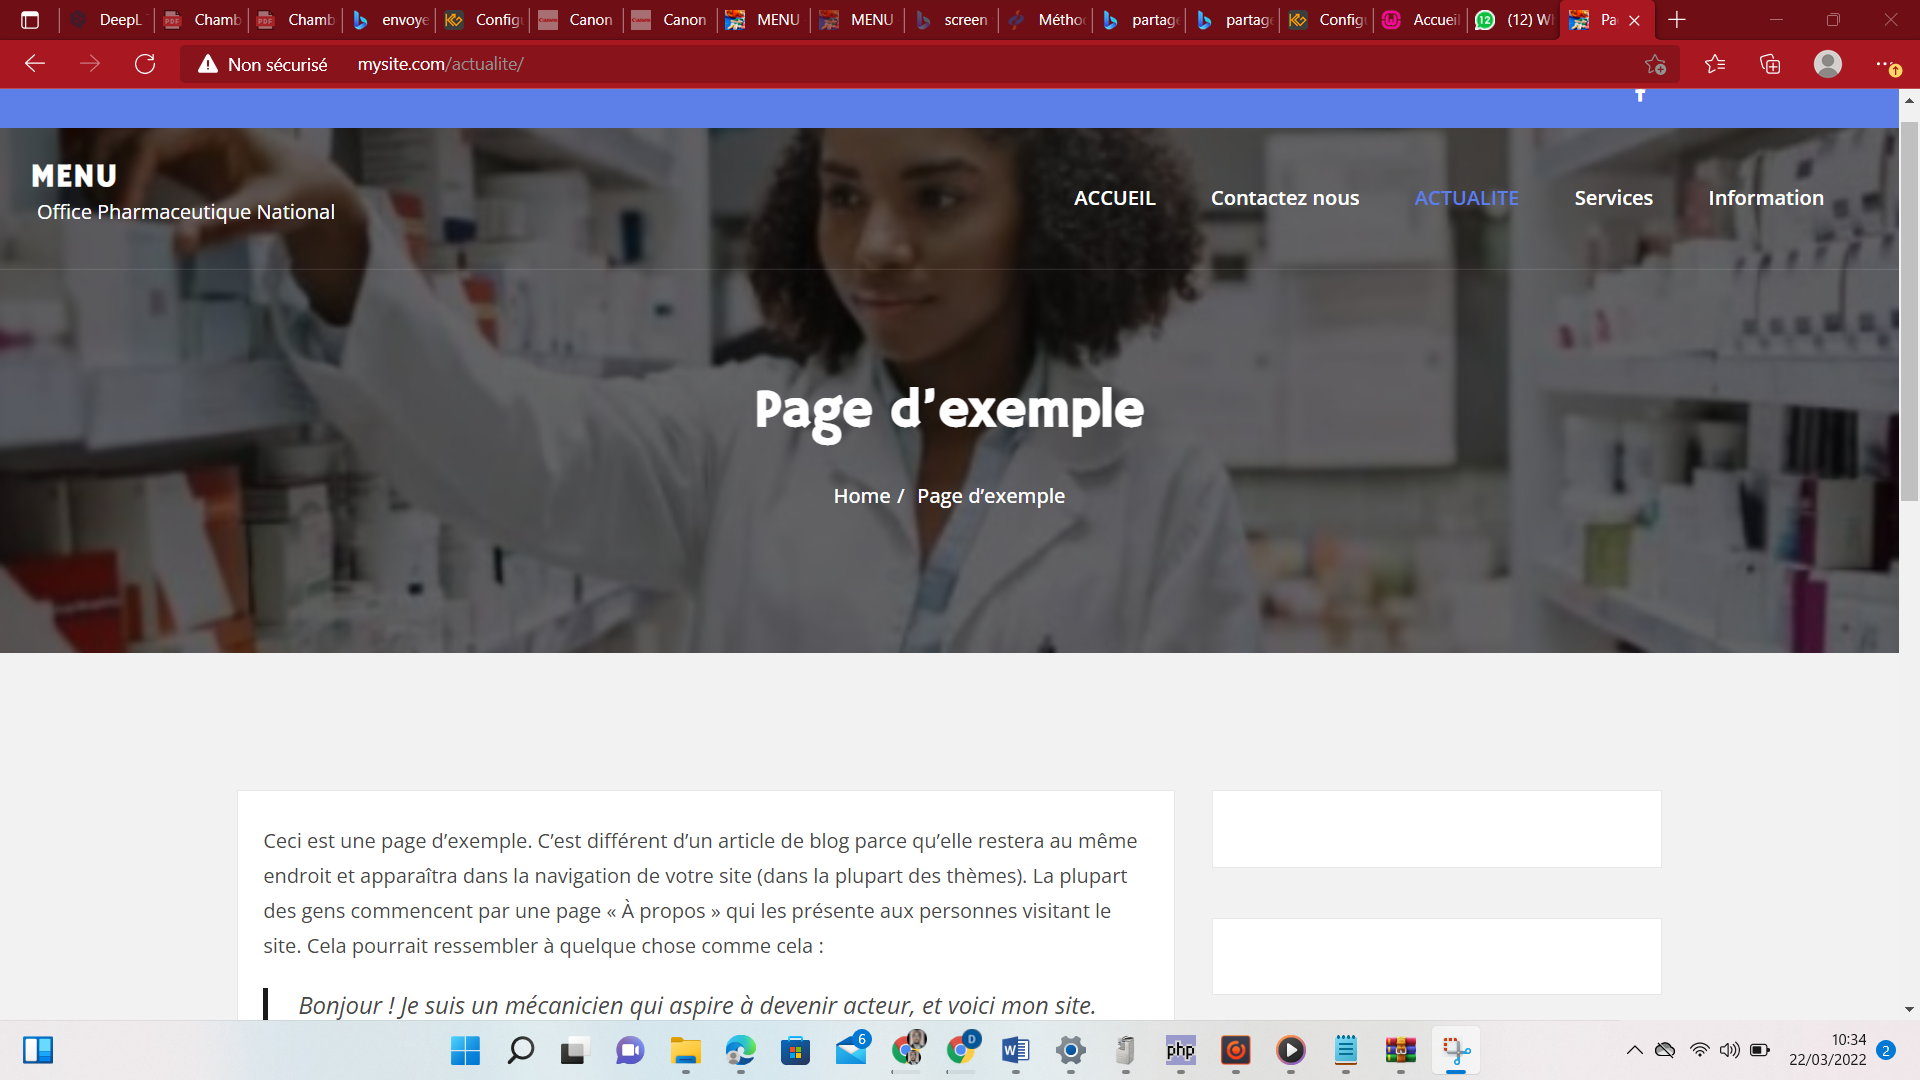 DeepL
Chamb
Chamb
envoye
Config
Canon
Canon
MENU
MENU
screen
Métho
partage
partage
Config
Accueil
(12) W
Pa
Non sécurisé
mysite.com/actualite/
MENU
Office Pharmaceutique National
ACCUEIL
Contactez nous
ACTUALITE
Services
Information
Page d’exemple
Home / Page d’exemple
Ceci est une page d’exemple. C’est différent d’un article de blog parce qu’elle restera au même
endroit et apparaîtra dans la navigation de votre site (dans la plupart des thèmes). La plupart
des gens commencent par une page « À propos » qui les présente aux personnes visitant le
site. Cela pourrait ressembler à quelque chose comme cela :
Bonjour ! Je suis un mécanicien qui aspire à devenir acteur, et voici mon site.
6
D
php
10:34
22/03/2022
2